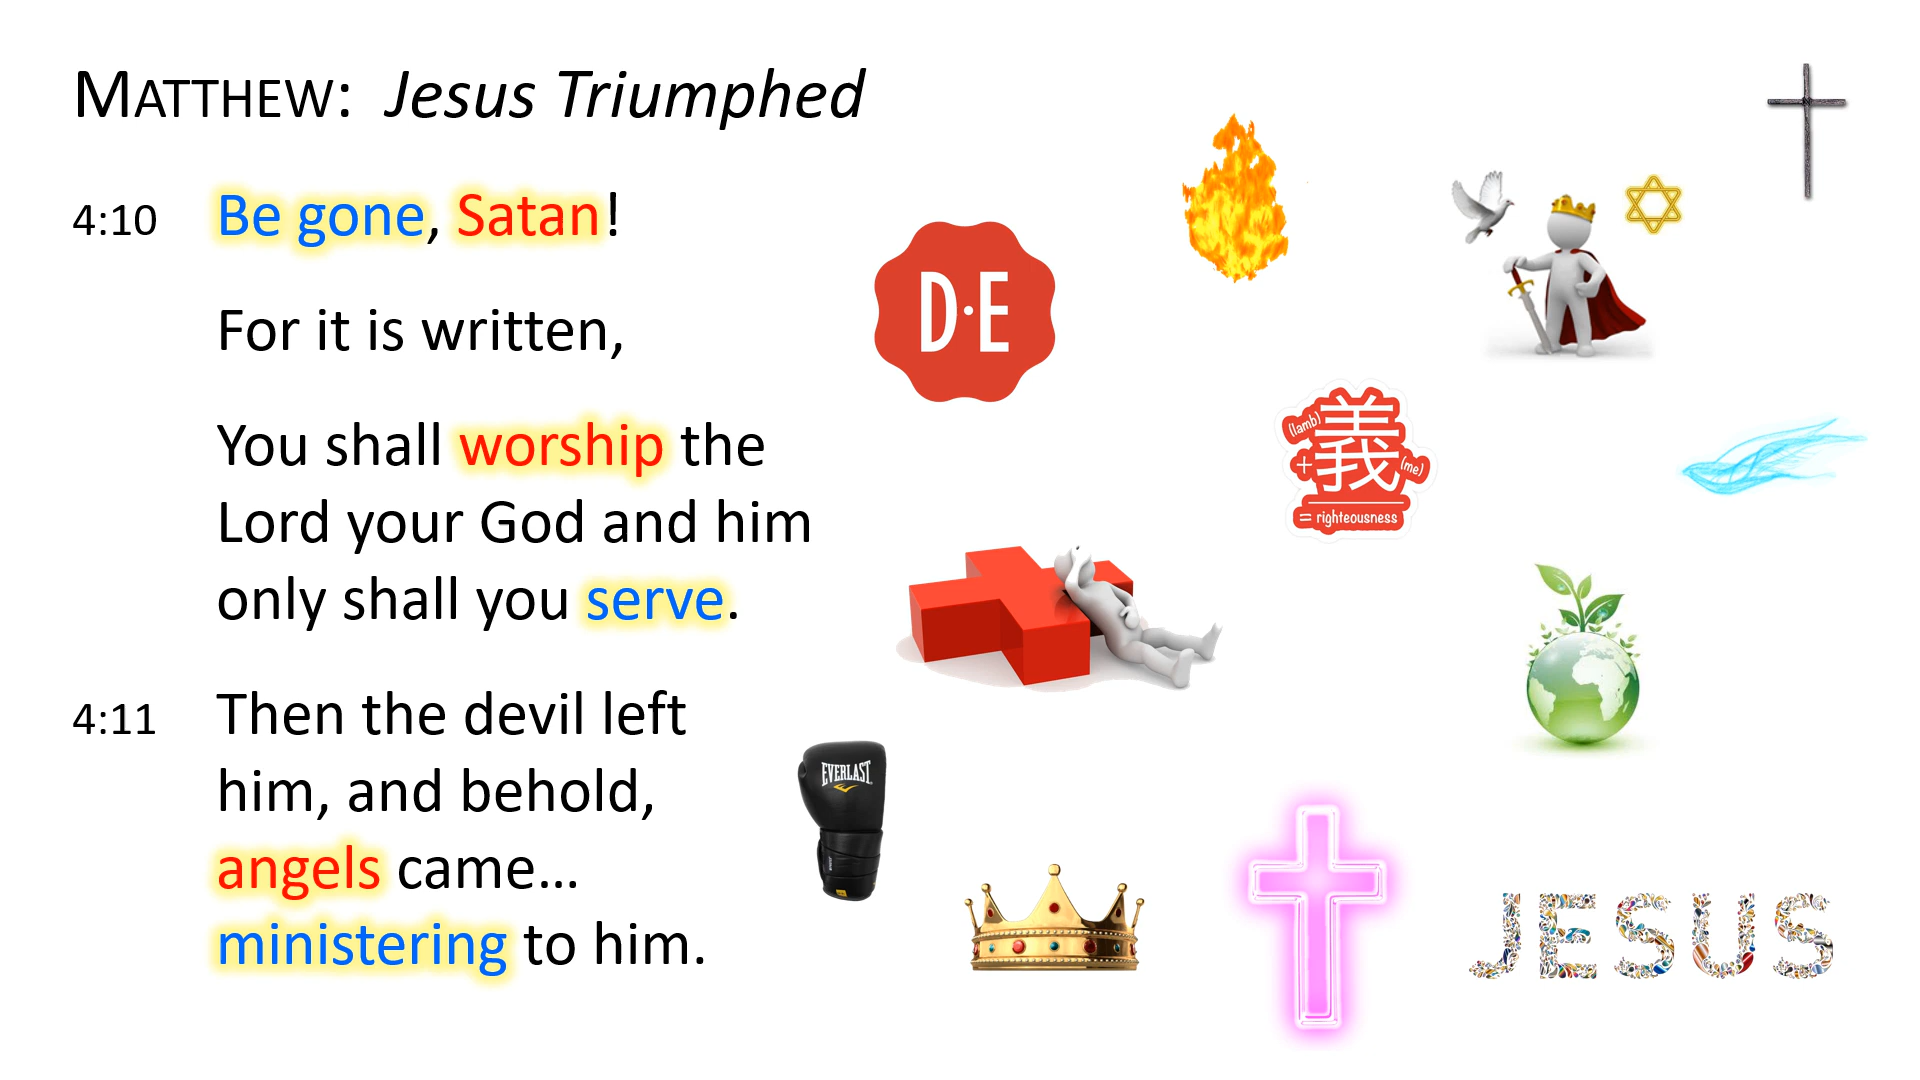 MATTHEW: Jesus Triumphed
4:10 Be gone, Satan!
For it is written,
You shall worship the
Lord your God and him
only shall you serve.
4:11 Then the devil left
him, and behold,
angels came…
ministering to him.
D·E
(lamb)
+ 義 (me)
= righteousness
EVERLAST
JESUS